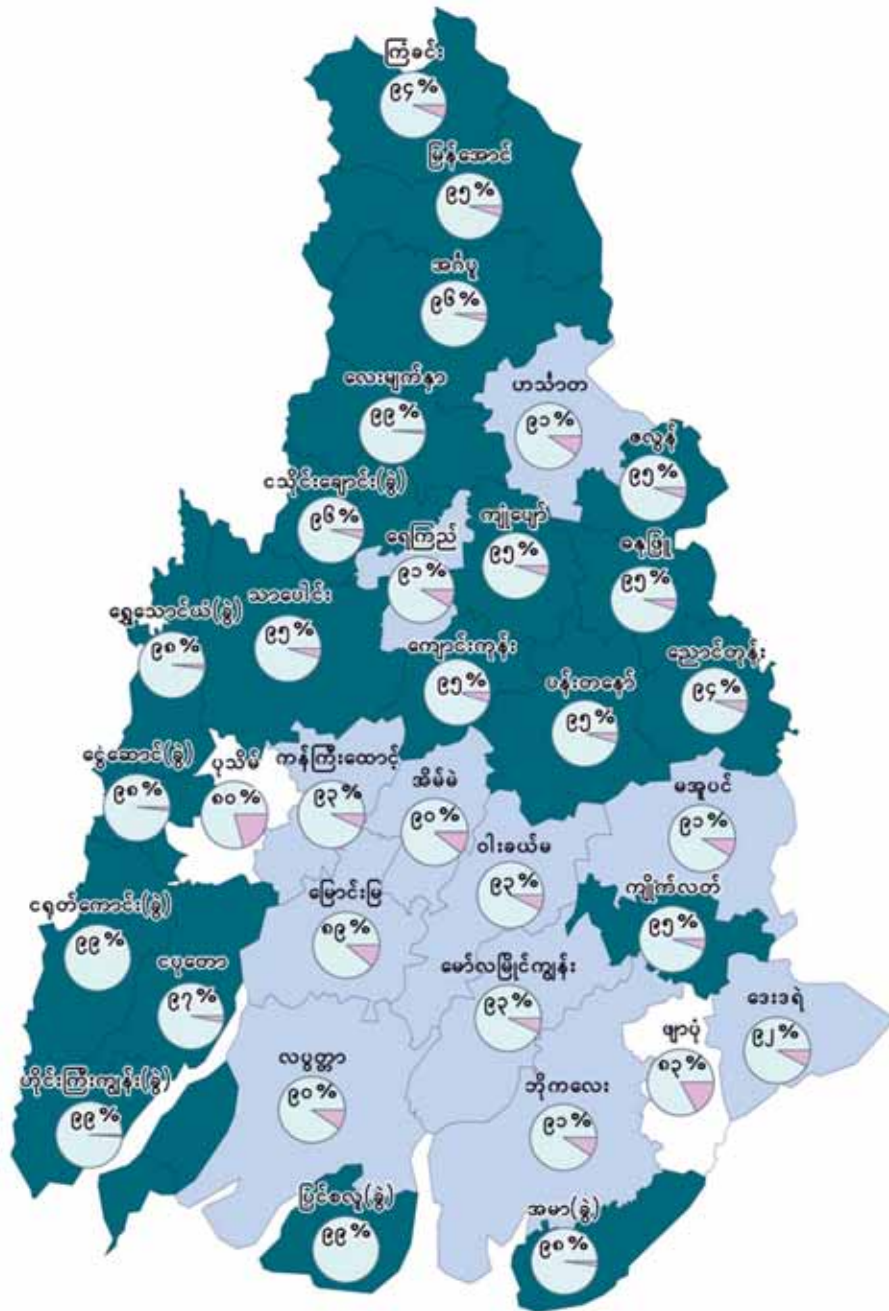 ကြံခင်း
၉၄%
မြန်အောင်
၉၅%
အင်္ဂပူ
၉၆%
လေးမျက်နှာ
၉၉%
ဟင်္သာတ
၉၁%
ဇလွန်
၉၅%
ငသိုင်းချောင်း(ခွဲ)
၉၆%
ရေကြည်
၉၁%
ကျုံပျော်
၉၅%
ဓနုဖြူ
၉၅%
ရွှေသောင်ယံ(ခွဲ)
၉၈%
သာပေါင်း
၉၅%
ကျောင်းကုန်း
၉၅%
ပန်းတနော်
၉၅%
ညောင်တုန်း
၉၄%
ငွေဆောင်(ခွဲ)
၉၈%
ပုသိမ်
၈၀%
ကန်ကြီးထောင့်
၉၃%
အိမ်မဲ
၉၀%
ဝါးခယ်မ
၉၃%
မအူပင်
၉၁%
ငရုတ်ကောင်း(ခွဲ)
၉၉%
မြောင်းမြ
၈၉%
ကျိုက်လတ်
၉၅%
ငပုတော
၉၇%
မော်လမြိုင်ကျွန်း
၉၃%
ဒေးဒရဲ
၉၂%
ဖျာပုံ
၈၃%
ဟိုင်းကြီးကျွန်း(ခွဲ)
၉၉%
လပွတ္တာ
၉၀%
ဘိုကလေး
၉၁%
ပြင်စလူ(ခွဲ)
၉၉%
အမာ(ခွဲ)
၉၈%